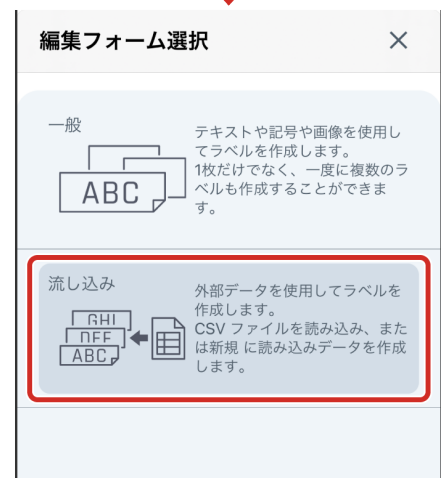 編集フォーム選択
一般
ABC
テキストや記号や画像を使用し
てラベルを作成します。
1枚だけでなく、一度に複数のラ
ベルも作成することができま
す。
流し込み
GHI
DEF
ABC
外部データを使用してラベルを
作成します。
CSV ファイルを読み込み、また
は新規 に読み込みデータを作成
します。